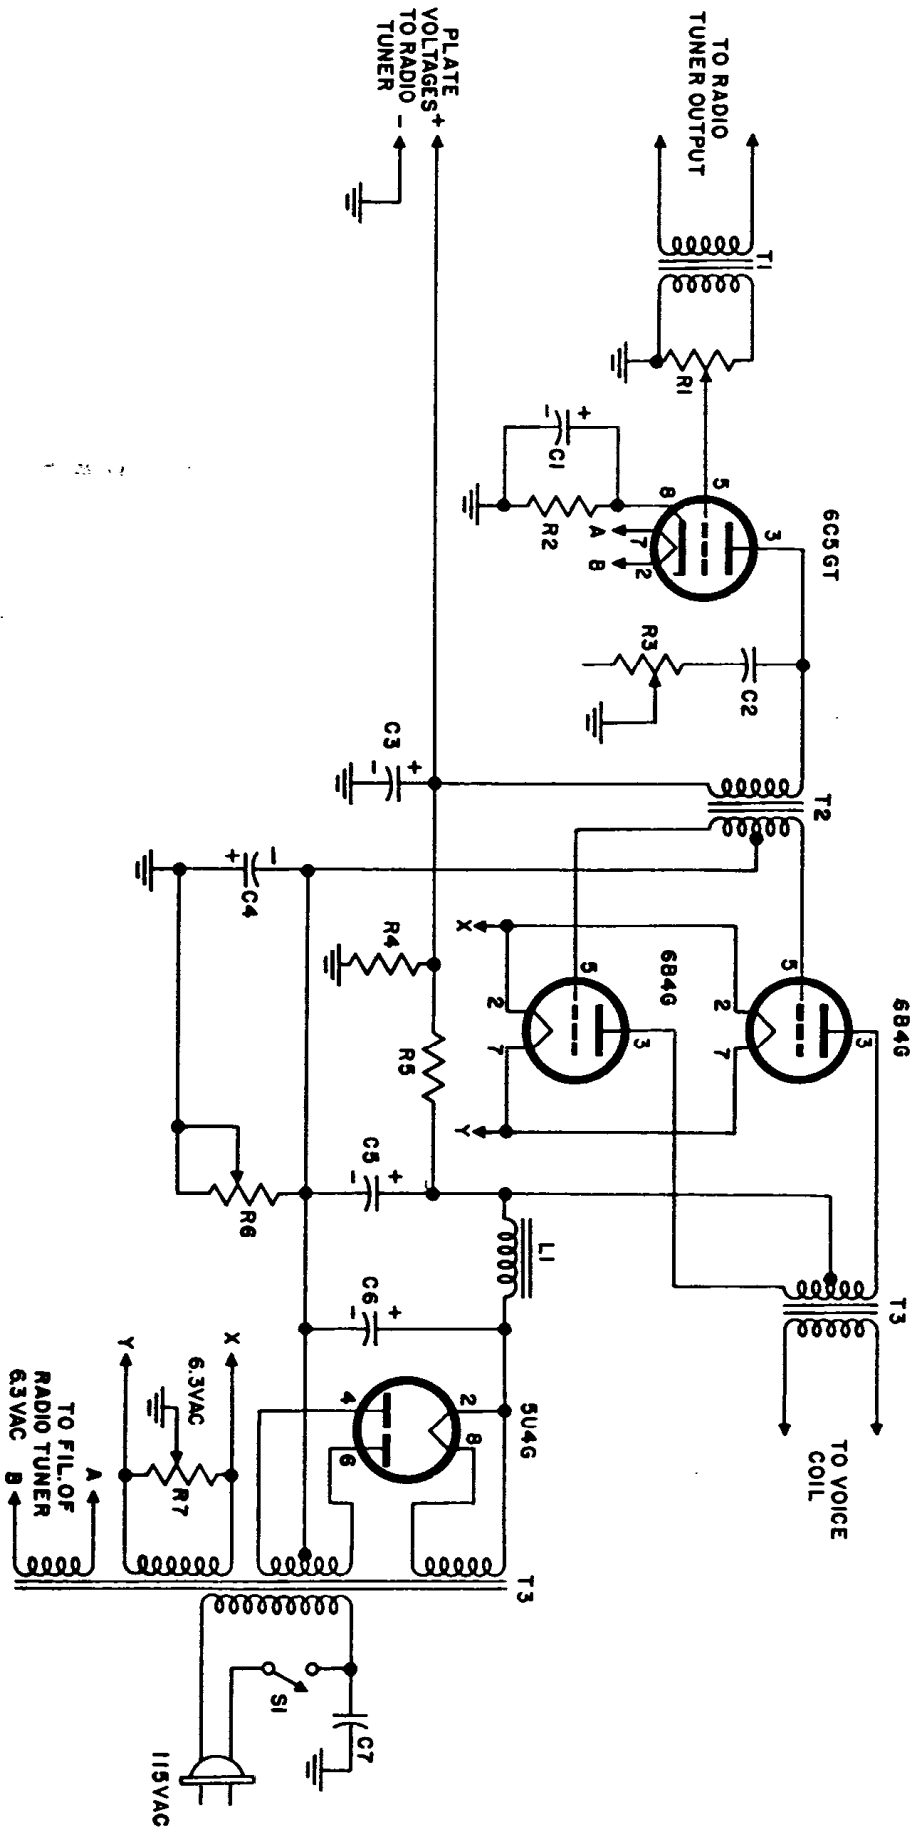 TO RADIO
TUNER OUTPUT
T1
R1
C1
+
-
R2
5
8
3
7
2
A
B
6C5GT
R3
C2
T2
PLATE
VOLTAGES +
TO RADIO -
TUNER
C3
+
-
C4
-
+
R4
R5
6B4G
5
3
2
7
6B4G
5
3
2
7
X
Y
T3
TO VOICE
COIL
L1
C5
+
-
R6
C6
+
-
5U4G
2
8
4
6
X
6.3VAC
Y
R7
A
TO FIL. OF
RADIO TUNER
6.3VAC B
T3
S1
C7
115VAC